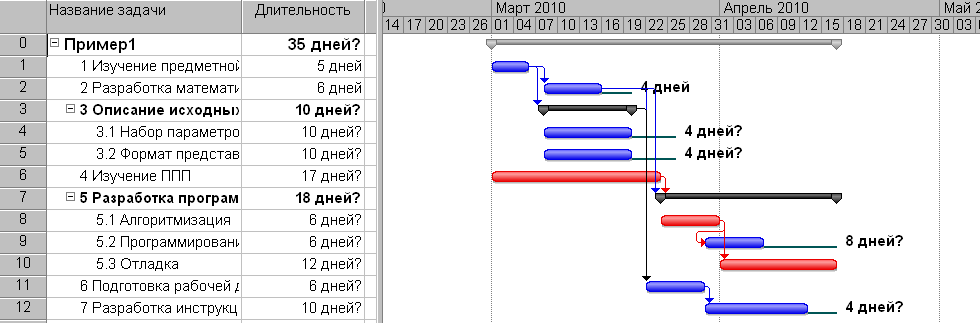 Название задачи Длительность Март 2010 Апрель 2010 Май 2
14 17 20 23 26 01 04 07 10 13 16 19 22 25 28 31 03 06 09 12 15 18 21 24 27 30 03 0
0 Пример1 35 дней?
1 1 Изучение предметной 5 дней
2 2 Разработка математи 6 дней 4 дней
3 3 Описание исходных 10 дней?
4 3.1 Набор параметро 10 дней? 4 дней?
5 3.2 Формат представ 10 дней? 4 дней?
6 4 Изучение ППП 17 дней?
7 5 Разработка програм 18 дней?
8 5.1 Алгоритмизация 6 дней?
9 5.2 Программировани 6 дней? 8 дней?
10 5.3 Отладка 12 дней?
11 6 Подготовка рабочей д 6 дней?
12 7 Разработка инструкц 10 дней? 4 дней?